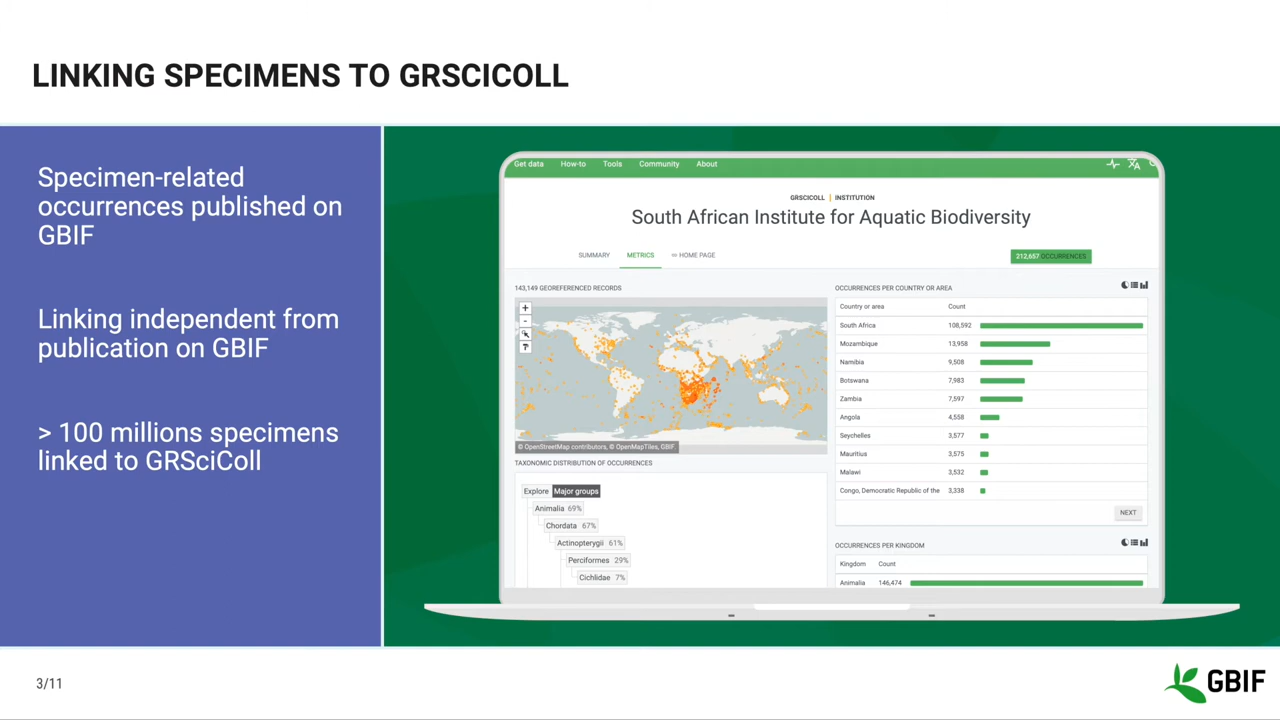 LINKING SPECIMENS TO GRSCICOLL
Specimen-related
occurrences published on
GBIF
Linking independent from
publication on GBIF
> 100 millions specimens
linked to GRSciColl
Get data How-to Tools Community About
GRSCICOLL | INSTITUTION
South African Institute for Aquatic Biodiversity
SUMMARY METRICS HOME PAGE
212,657 OCCURRENCES
143,149 GEOREFERENCED RECORDS
+
-
© OpenStreetMap contributors, © OpenMapTiles, GBIF.
TAXONOMIC DISTRIBUTION OF OCCURRENCES
Explore Major groups
Animalia 69%
Chordata 67%
Actinopterygii 61%
Perciformes 29%
Cichlidae 7%
OCCURRENCES PER COUNTRY OR AREA
Country or area Count
South Africa 108,592
Mozambique 13,958
Namibia 9,508
Botswana 7,983
Zambia 7,597
Angola 4,558
Seychelles 3,577
Mauritius 3,575
Malawi 3,532
Congo, Democratic Republic of the 3,338
NEXT
OCCURRENCES PER KINGDOM
Kingdom Count
Animalia 146,474
3/11
GBIF